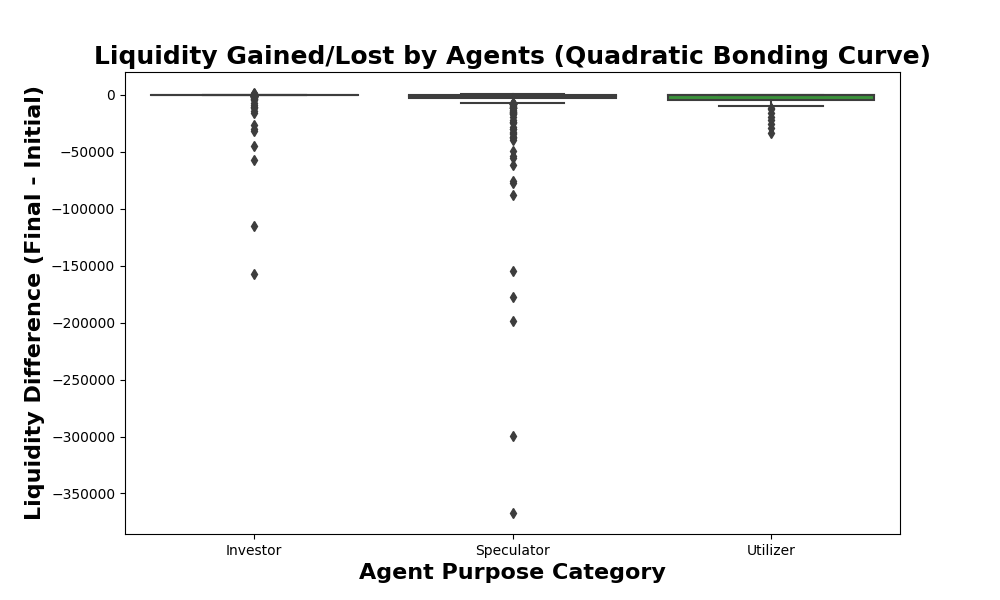 Liquidity Gained/Lost by Agents (Quadratic Bonding Curve)
Liquidity Difference (Final - Initial)
0
−50000
−100000
−150000
−200000
−250000
−300000
−350000
Investor
Speculator
Utilizer
Agent Purpose Category